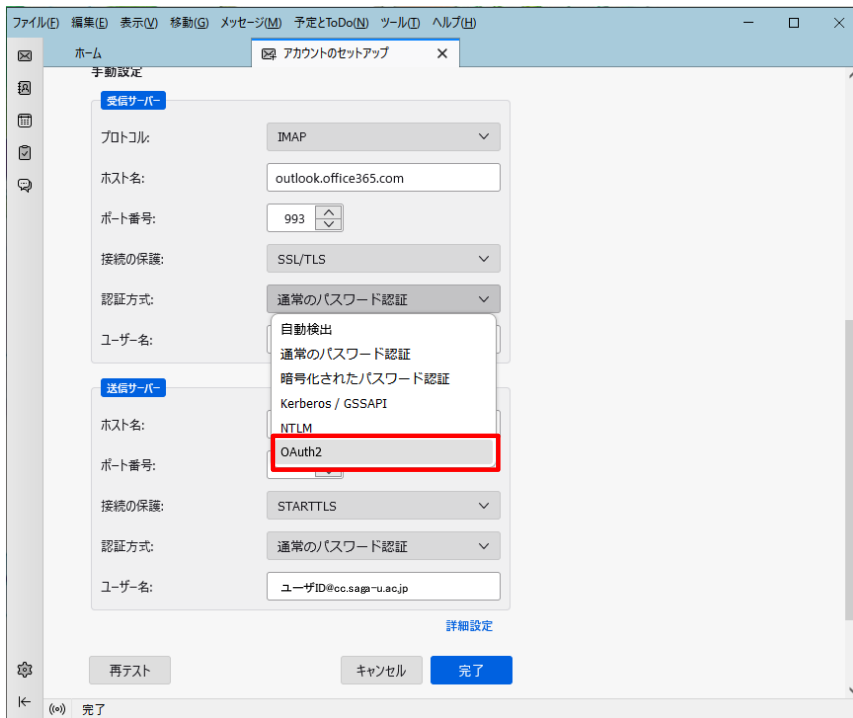 ファイル(F) 編集(E) 表示(V) 移動(G) メッセージ(M) 予定とToDo(N) ツール(T) ヘルプ(H)
ホーム
アカウントのセットアップ
手動設定
受信サーバー
プロトコル: IMAP
ホスト名: outlook.office365.com
ポート番号: 993
接続の保護: SSL/TLS
認証方式: 通常のパスワード認証
ユーザー名:
自動検出
通常のパスワード認証
暗号化されたパスワード認証
Kerberos / GSSAPI
NTLM
OAuth2
送信サーバー
ホスト名:
ポート番号:
接続の保護: STARTTLS
認証方式: 通常のパスワード認証
ユーザー名: ユーザID@cc.saga-u.ac.jp
詳細設定
再テスト キャンセル 完了
完了